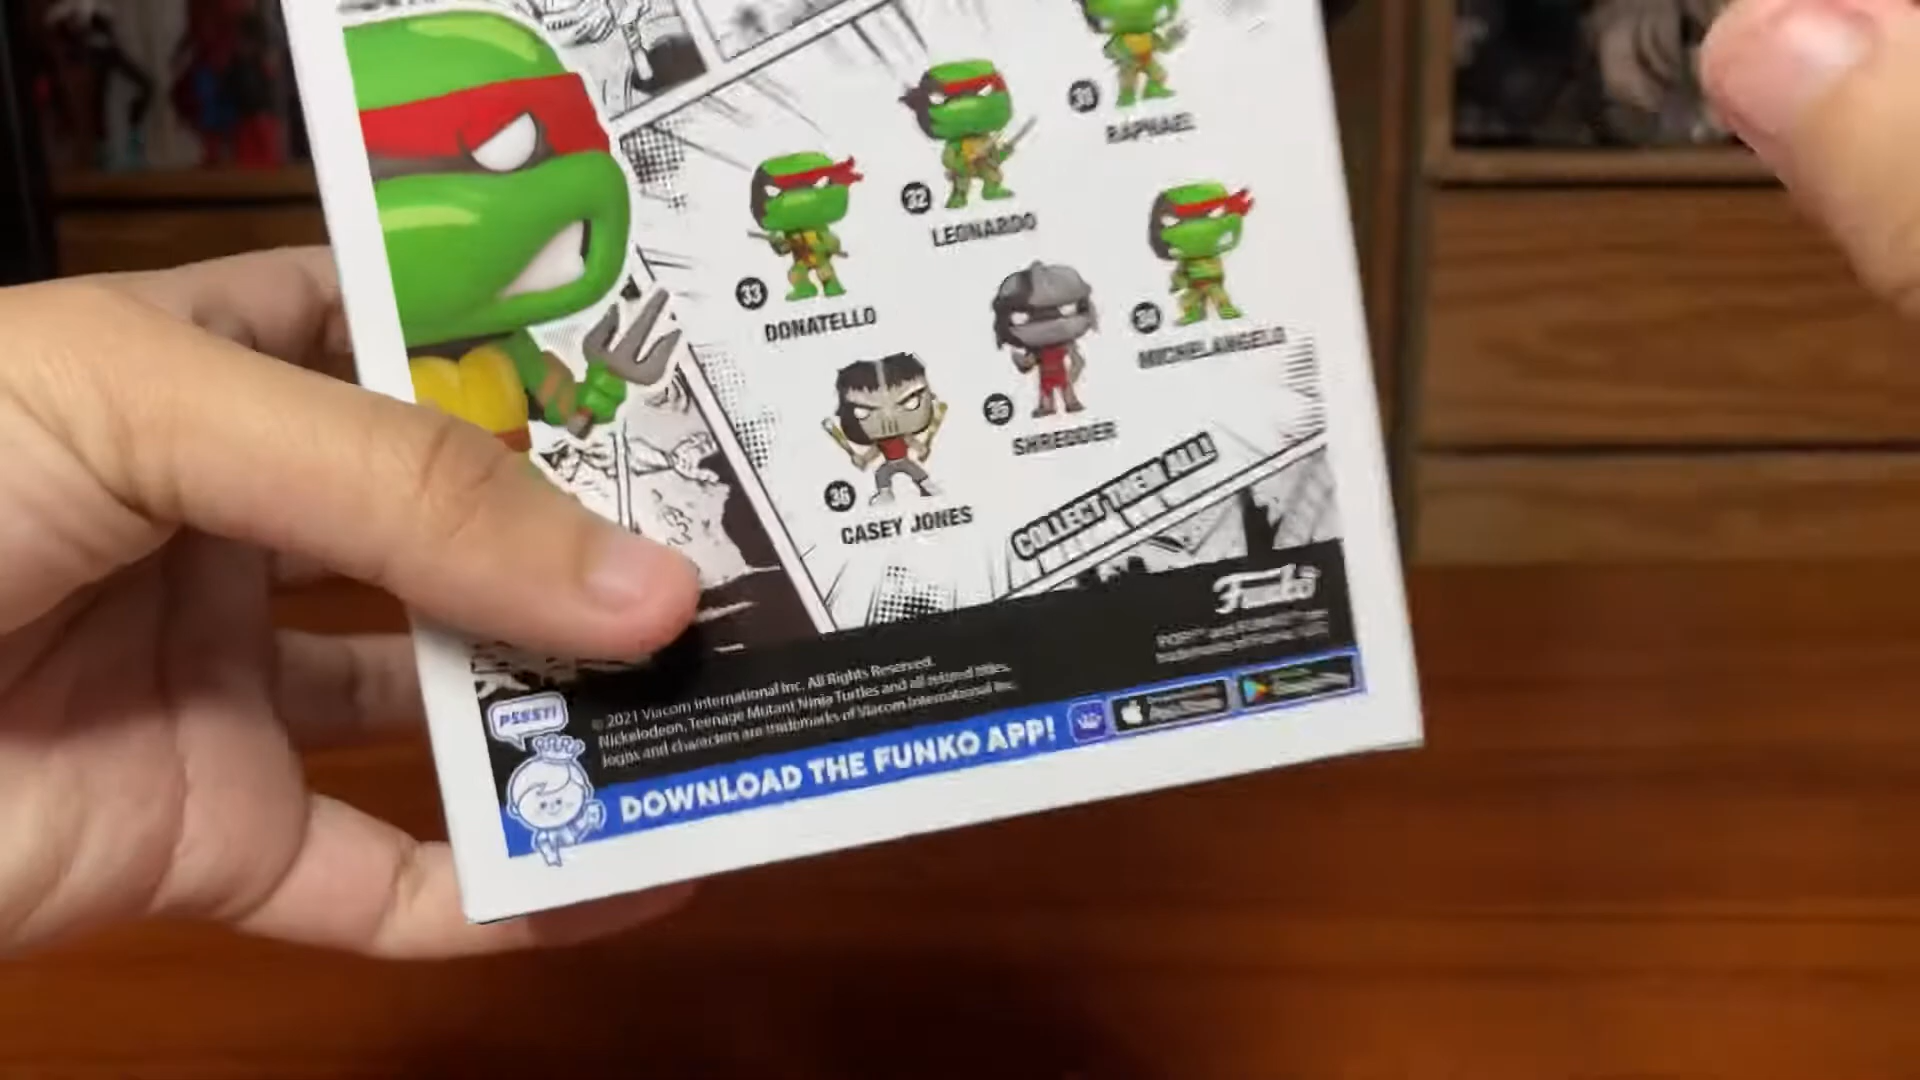 31
RAPHAEL
32
LEONARDO
33
DONATELLO
34
MICHELANGELO
35
SHREDDER
36
CASEY JONES
COLLECT THEM ALL!
Funko
PSSST!
© 2021 Viacom International Inc. All Rights Reserved.
Nickelodeon, Teenage Mutant Ninja Turtles and all related titles,
logos and characters are trademarks of Viacom International Inc.
DOWNLOAD THE FUNKO APP!